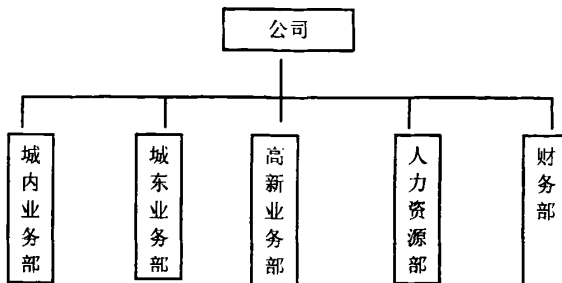 公司
城内业务部
城东业务部
高新业务部
人力资源部
财务部